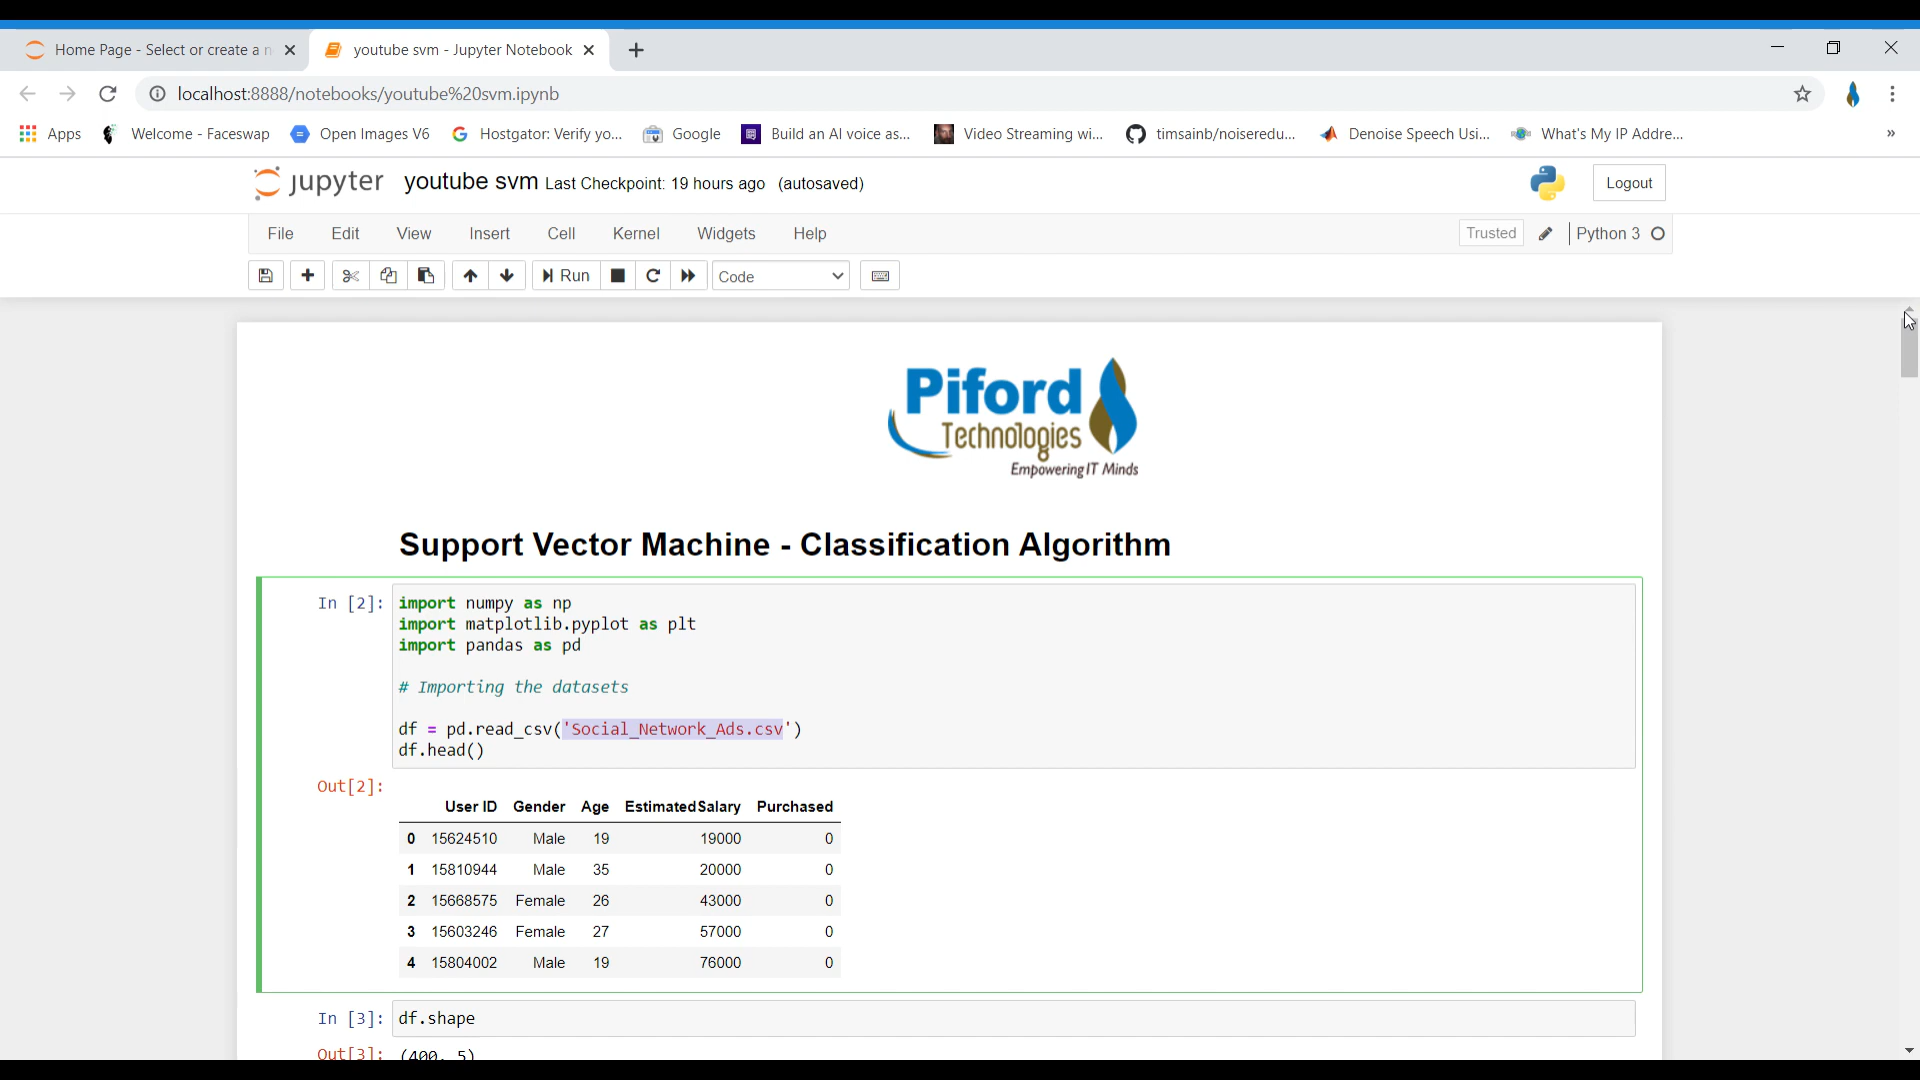 Home Page - Select or create a n
youtube svm - Jupyter Notebook
localhost:8888/notebooks/youtube%20svm.ipynb
Apps Welcome - Faceswap Open Images V6 Hostgator: Verify yo... Google Build an AI voice as... Video Streaming wi... timsainb/noiseredu... Denoise Speech Usi... What's My IP Addre... »
jupyter youtube svm Last Checkpoint: 19 hours ago (autosaved) Logout
File Edit View Insert Cell Kernel Widgets Help Trusted Python 3
Run Code
Piford
Technologies
Empowering IT Minds
Support Vector Machine - Classification Algorithm
In [2]: import numpy as np
import matplotlib.pyplot as plt
import pandas as pd
# Importing the datasets
df = pd.read_csv('Social_Network_Ads.csv')
df.head()
Out[2]:
User ID Gender Age EstimatedSalary Purchased
0 15624510 Male 19 19000 0
1 15810944 Male 35 20000 0
2 15668575 Female 26 43000 0
3 15603246 Female 27 57000 0
4 15804002 Male 19 76000 0
In [3]: df.shape
Out[3]: (400, 5)